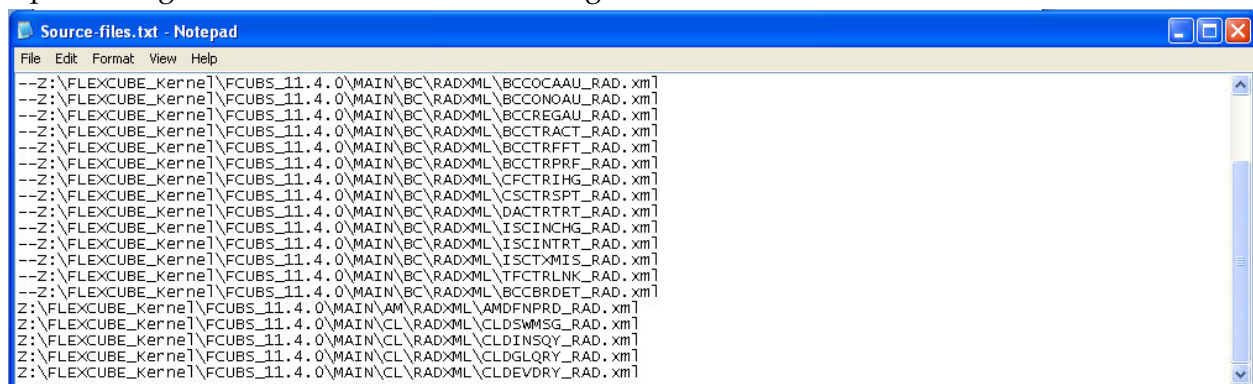 Source-files.txt - Notepad
File Edit Format View Help
--Z:\FLEXCUBE_Kernel\FCUBS_11.4.0\MAIN\BC\RADXML\BCCOCAAU_RAD.xml
--Z:\FLEXCUBE_Kernel\FCUBS_11.4.0\MAIN\BC\RADXML\BCCONOAU_RAD.xml
--Z:\FLEXCUBE_Kernel\FCUBS_11.4.0\MAIN\BC\RADXML\BCCREGAU_RAD.xml
--Z:\FLEXCUBE_Kernel\FCUBS_11.4.0\MAIN\BC\RADXML\BCCTRACT_RAD.xml
--Z:\FLEXCUBE_Kernel\FCUBS_11.4.0\MAIN\BC\RADXML\BCCTRFFT_RAD.xml
--Z:\FLEXCUBE_Kernel\FCUBS_11.4.0\MAIN\BC\RADXML\BCCTRPRF_RAD.xml
--Z:\FLEXCUBE_Kernel\FCUBS_11.4.0\MAIN\BC\RADXML\CFCTRIHG_RAD.xml
--Z:\FLEXCUBE_Kernel\FCUBS_11.4.0\MAIN\BC\RADXML\CSCTRSPT_RAD.xml
--Z:\FLEXCUBE_Kernel\FCUBS_11.4.0\MAIN\BC\RADXML\DACTRTRT_RAD.xml
--Z:\FLEXCUBE_Kernel\FCUBS_11.4.0\MAIN\BC\RADXML\ISCINCHG_RAD.xml
--Z:\FLEXCUBE_Kernel\FCUBS_11.4.0\MAIN\BC\RADXML\ISCINTRT_RAD.xml
--Z:\FLEXCUBE_Kernel\FCUBS_11.4.0\MAIN\BC\RADXML\ISCTXMIS_RAD.xml
--Z:\FLEXCUBE_Kernel\FCUBS_11.4.0\MAIN\BC\RADXML\TFCTRLNK_RAD.xml
--Z:\FLEXCUBE_Kernel\FCUBS_11.4.0\MAIN\BC\RADXML\BCCBRDET_RAD.xml
Z:\FLEXCUBE_Kernel\FCUBS_11.4.0\MAIN\AM\RADXML\AMDFNPRD_RAD.xml
Z:\FLEXCUBE_Kernel\FCUBS_11.4.0\MAIN\CL\RADXML\CLDSWMSG_RAD.xml
Z:\FLEXCUBE_Kernel\FCUBS_11.4.0\MAIN\CL\RADXML\CLDINSQY_RAD.xml
Z:\FLEXCUBE_Kernel\FCUBS_11.4.0\MAIN\CL\RADXML\CLDGLQRY_RAD.xml
Z:\FLEXCUBE_Kernel\FCUBS_11.4.0\MAIN\CL\RADXML\CLDEVDRY_RAD.xml